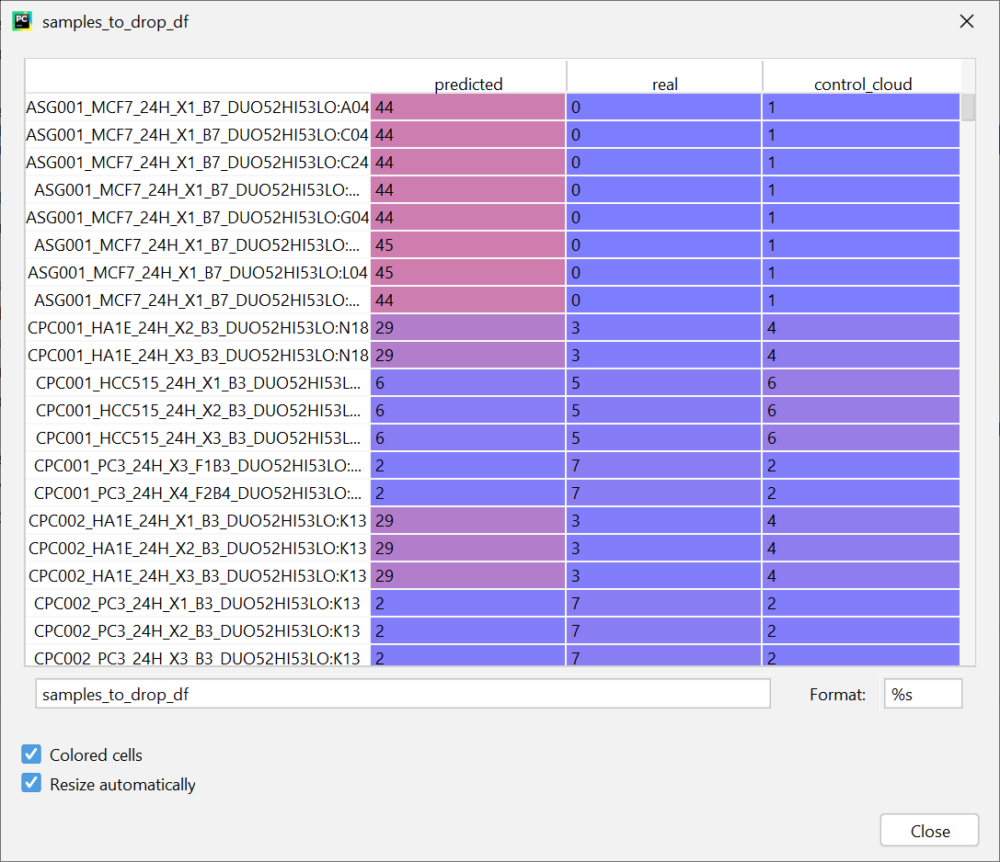 PC samples_to_drop_df
predicted real control_cloud
ASG001_MCF7_24H_X1_B7_DUO52HI53LO:A04 44 0 1
ASG001_MCF7_24H_X1_B7_DUO52HI53LO:C04 44 0 1
ASG001_MCF7_24H_X1_B7_DUO52HI53LO:C24 44 0 1
ASG001_MCF7_24H_X1_B7_DUO52HI53LO:... 44 0 1
ASG001_MCF7_24H_X1_B7_DUO52HI53LO:G04 44 0 1
ASG001_MCF7_24H_X1_B7_DUO52HI53LO:... 45 0 1
ASG001_MCF7_24H_X1_B7_DUO52HI53LO:L04 45 0 1
ASG001_MCF7_24H_X1_B7_DUO52HI53LO:... 44 0 1
CPC001_HA1E_24H_X2_B3_DUO52HI53LO:N18 29 3 4
CPC001_HA1E_24H_X3_B3_DUO52HI53LO:N18 29 3 4
CPC001_HCC515_24H_X1_B3_DUO52HI53L... 6 5 6
CPC001_HCC515_24H_X2_B3_DUO52HI53L... 6 5 6
CPC001_HCC515_24H_X3_B3_DUO52HI53L... 6 5 6
CPC001_PC3_24H_X3_F1B3_DUO52HI53LO:... 2 7 2
CPC001_PC3_24H_X4_F2B4_DUO52HI53LO:... 2 7 2
CPC002_HA1E_24H_X1_B3_DUO52HI53LO:K13 29 3 4
CPC002_HA1E_24H_X2_B3_DUO52HI53LO:K13 29 3 4
CPC002_HA1E_24H_X3_B3_DUO52HI53LO:K13 29 3 4
CPC002_PC3_24H_X1_B3_DUO52HI53LO:K13 2 7 2
CPC002_PC3_24H_X2_B3_DUO52HI53LO:K13 2 7 2
CPC002_PC3_24H_X3_B3_DUO52HI53LO:K13 2 7 2
samples_to_drop_df Format: %s
Colored cells
Resize automatically
Close